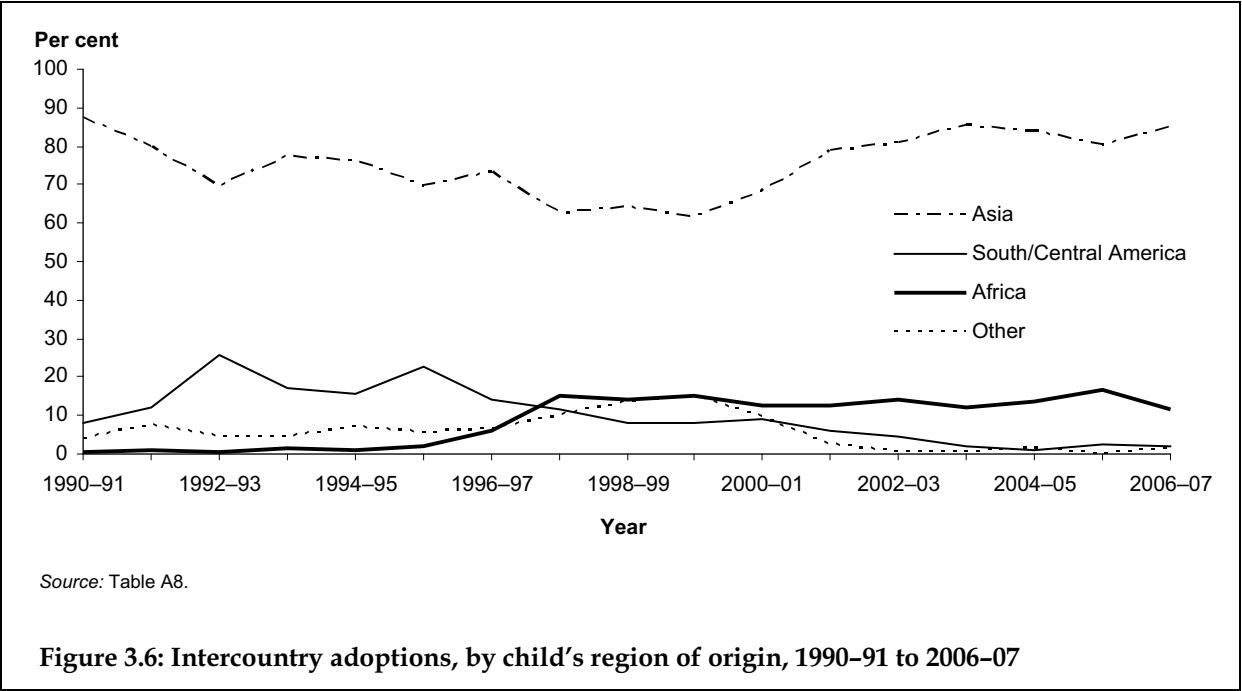 Per cent
100
90
80
70
60
50
40
30
20
10
0
Asia
South/Central America
Africa
Other
1990–91 1992–93 1994–95 1996–97 1998–99 2000–01 2002–03 2004–05 2006–07
Year
Source: Table A8.
Figure 3.6: Intercountry adoptions, by child’s region of origin, 1990–91 to 2006–07